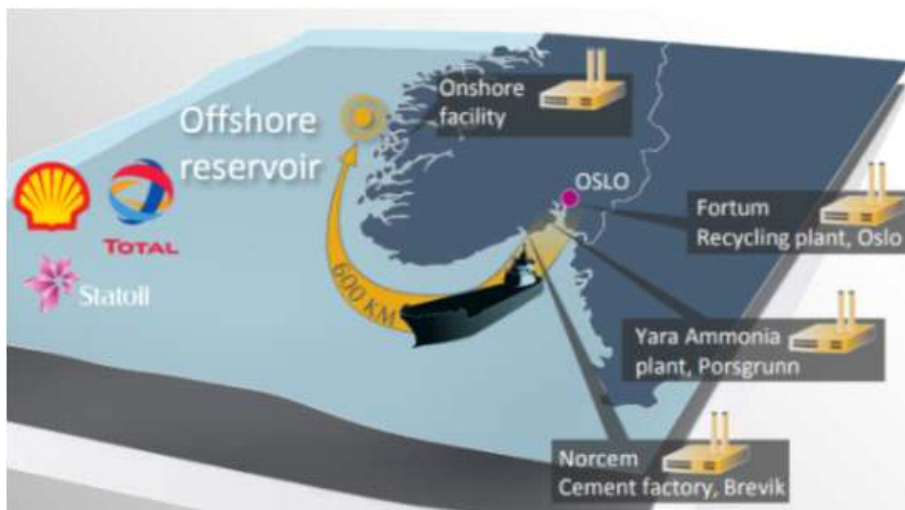 Onshore
facility
Offshore
reservoir
TOTAL
Statoil
OSLO
600 KM
Fortum
Recycling plant, Oslo
Yara Ammonia
plant, Porsgrunn
Norcem
Cement factory, Brevik